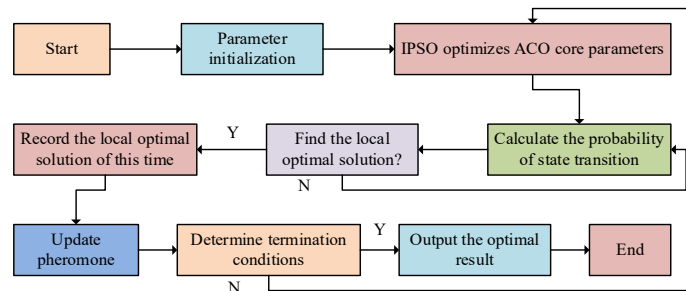 Start
Parameter
initialization
IPSO optimizes ACO core parameters
Record the local optimal
solution of this time
Y
Find the local
optimal solution?
N
Calculate the probability
of state transition
Update
pheromone
Determine termination
conditions
N
Y
Output the optimal
result
End